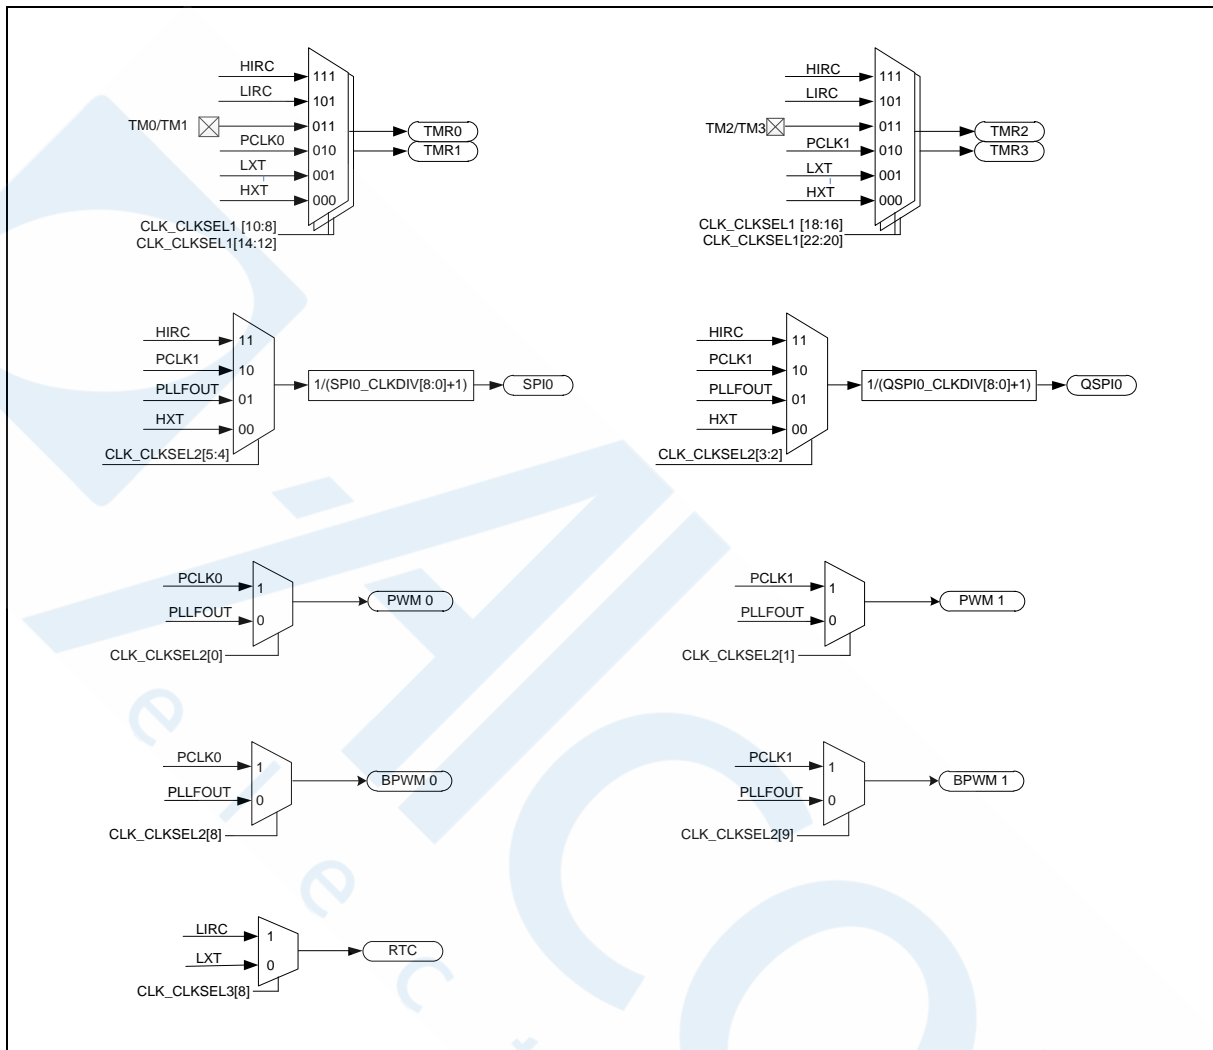 HIRC
111
LIRC
101
TM0/TM1
011
PCLK0
010
LXT
001
HXT
000
TMR0
TMR1
CLK_CLKSEL1 [10:8]
CLK_CLKSEL1[14:12]
HIRC
111
LIRC
101
TM2/TM3
011
PCLK1
010
LXT
001
HXT
000
TMR2
TMR3
CLK_CLKSEL1 [18:16]
CLK_CLKSEL1[22:20]
HIRC
11
PCLK1
10
PLLFOUT
01
HXT
00
1/(SPI0_CLKDIV[8:0]+1)
SPI0
CLK_CLKSEL2[5:4]
HIRC
11
PCLK1
10
PLLFOUT
01
HXT
00
1/(QSPI0_CLKDIV[8:0]+1)
QSPI0
CLK_CLKSEL2[3:2]
PCLK0
1
PLLFOUT
0
PWM 0
CLK_CLKSEL2[0]
PCLK1
1
PLLFOUT
0
PWM 1
CLK_CLKSEL2[1]
PCLK0
1
PLLFOUT
0
BPWM 0
CLK_CLKSEL2[8]
PCLK1
1
PLLFOUT
0
BPWM 1
CLK_CLKSEL2[9]
LIRC
1
LXT
0
RTC
CLK_CLKSEL3[8]